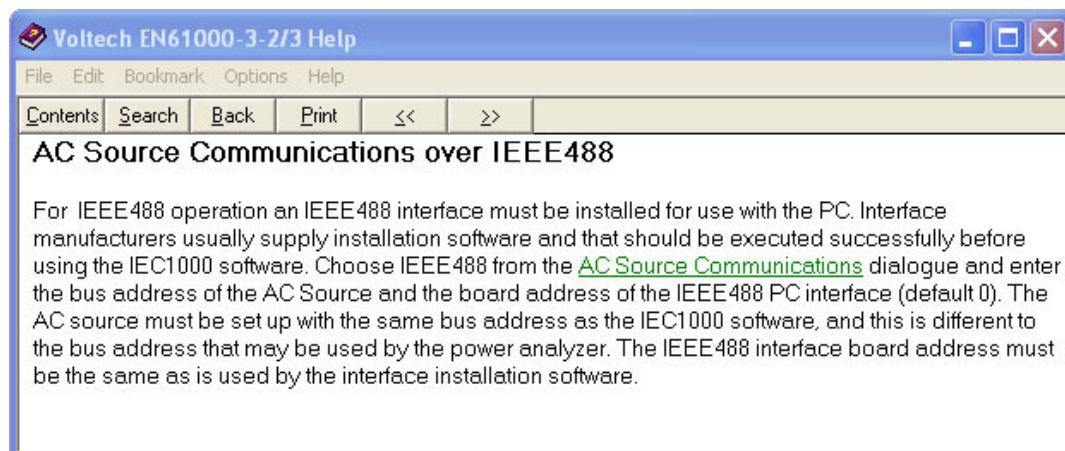 Voltech EN61000-3-2/3 Help
File Edit Bookmark Options Help
Contents Search Back Print << >>
AC Source Communications over IEEE488
For IEEE488 operation an IEEE488 interface must be installed for use with the PC. Interface
manufacturers usually supply installation software and that should be executed successfully before
using the IEC1000 software. Choose IEEE488 from the AC Source Communications dialogue and enter
the bus address of the AC Source and the board address of the IEEE488 PC interface (default 0). The
AC source must be set up with the same bus address as the IEC1000 software, and this is different to
the bus address that may be used by the power analyzer. The IEEE488 interface board address must
be the same as is used by the interface installation software.